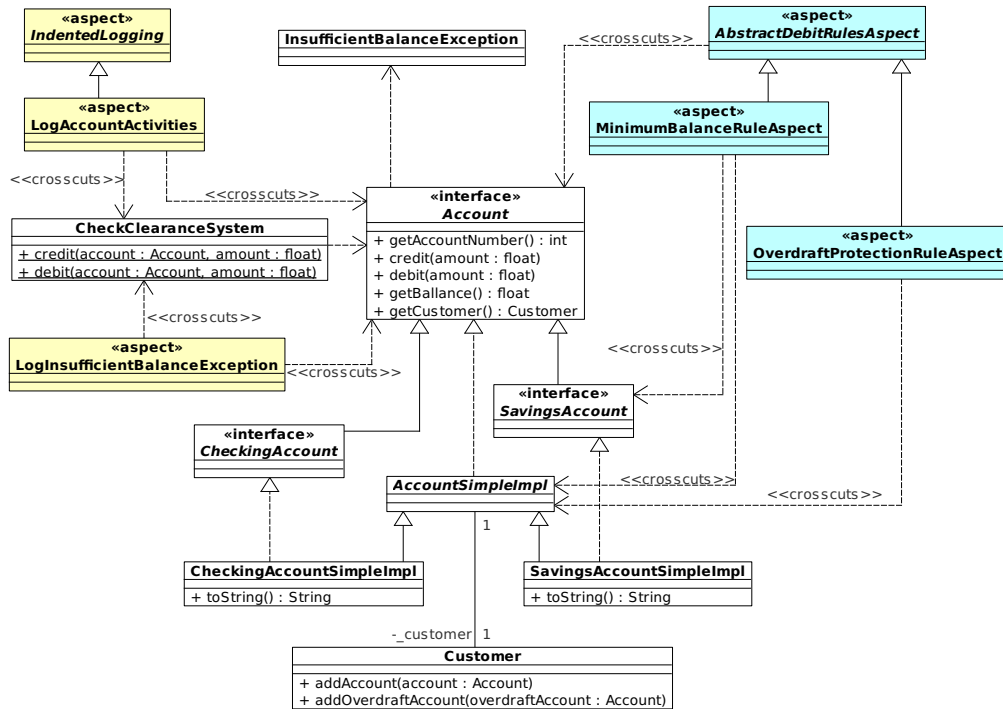 «aspect»
IndentedLogging
«aspect»
LogAccountActivities
InsufficientBalanceException
«aspect»
AbstractDebitRulesAspect
<<crosscuts>>
«aspect»
MinimumBalanceRuleAspect
<<crosscuts>>
<<crosscuts>>
«interface»
Account
+ getAccountNumber() : int
+ credit(amount : float)
+ debit(amount : float)
+ getBallance() : float
+ getCustomer() : Customer
CheckClearanceSystem
+ credit(account : Account, amount : float)
+ debit(account : Account, amount : float)
«aspect»
OverdraftProtectionRuleAspect
<<crosscuts>>
«aspect»
LogInsufficientBalanceException
<<crosscuts>>
<<crosscuts>>
«interface»
SavingsAccount
«interface»
CheckingAccount
AccountSimpleImpl
<<crosscuts>>
<<crosscuts>>
1
CheckingAccountSimpleImpl
+ toString() : String
SavingsAccountSimpleImpl
+ toString() : String
-_customer
1
Customer
+ addAccount(account : Account)
+ addOverdraftAccount(overdraftAccount : Account)